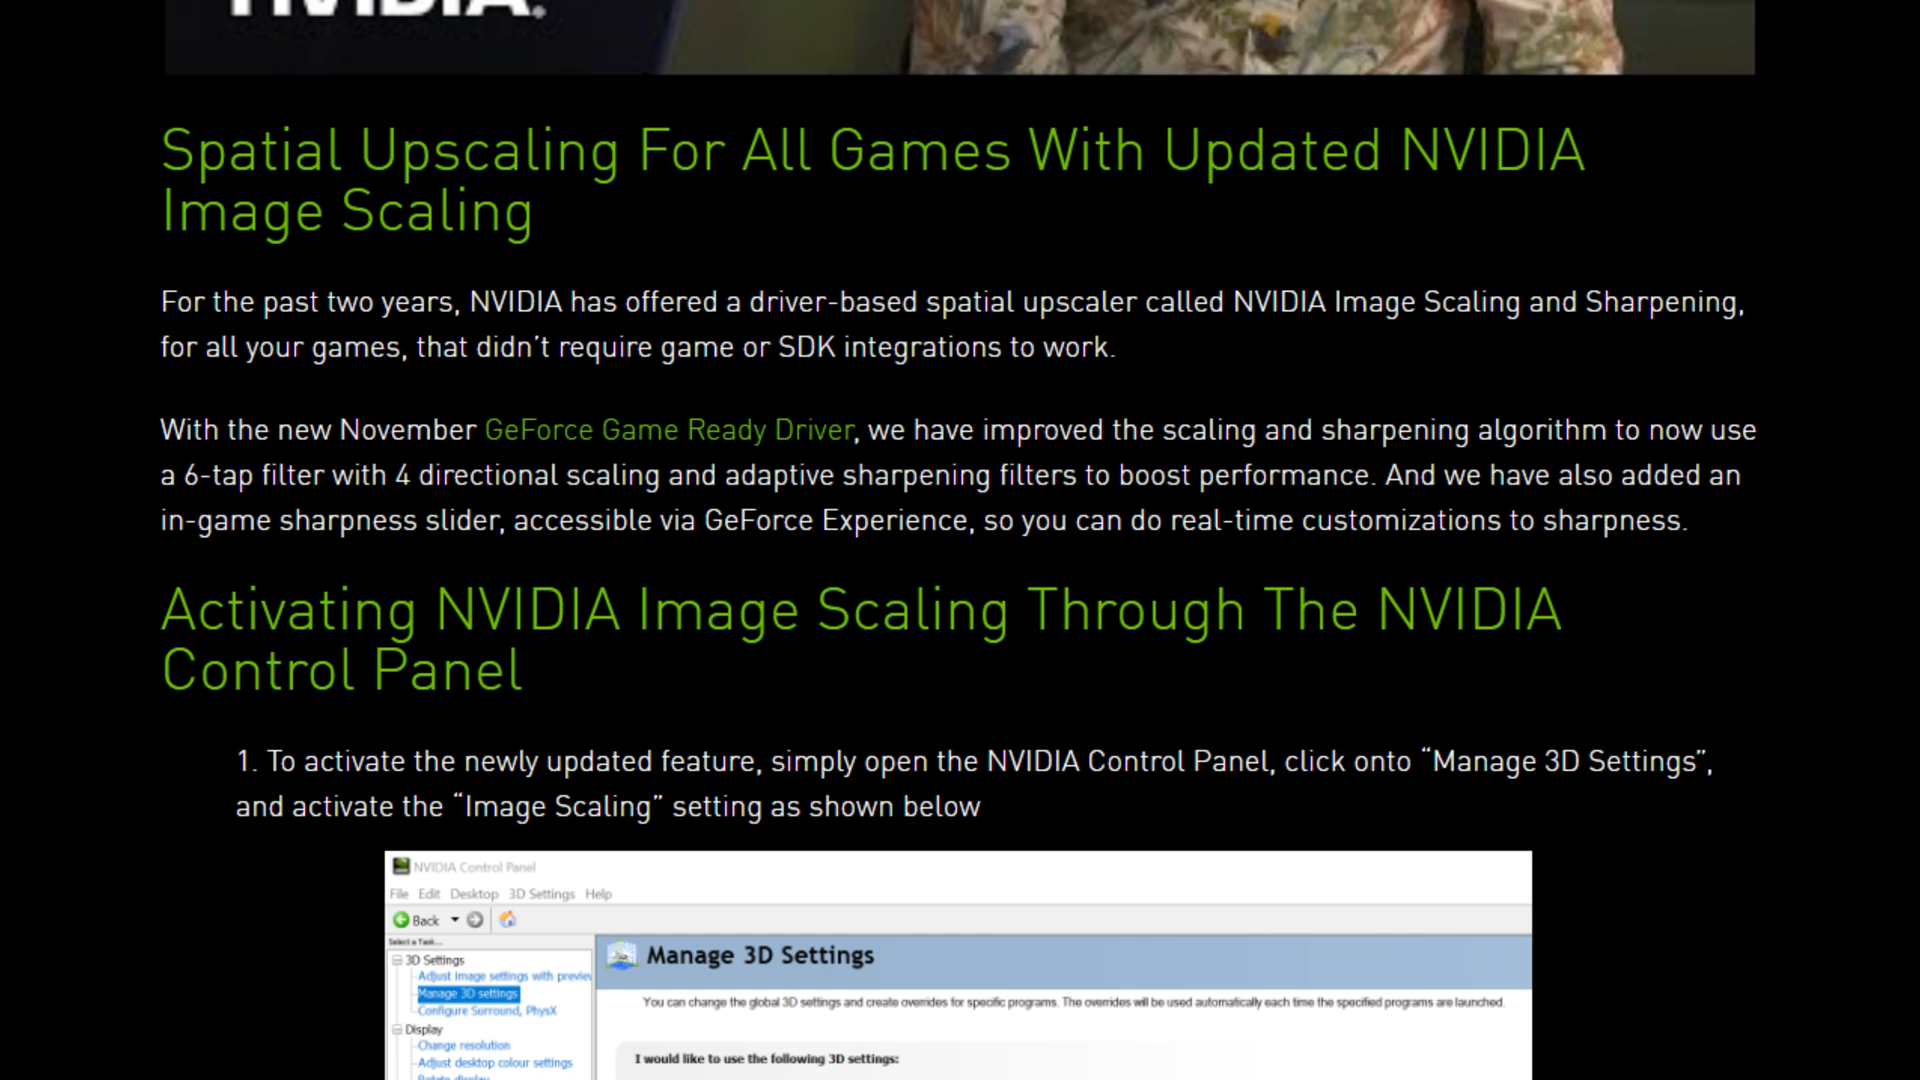 NVIDIA.
Spatial Upscaling For All Games With Updated NVIDIA
Image Scaling
For the past two years, NVIDIA has offered a driver-based spatial upscaler called NVIDIA Image Scaling and Sharpening,
for all your games, that didn’t require game or SDK integrations to work.
With the new November GeForce Game Ready Driver, we have improved the scaling and sharpening algorithm to now use
a 6-tap filter with 4 directional scaling and adaptive sharpening filters to boost performance. And we have also added an
in-game sharpness slider, accessible via GeForce Experience, so you can do real-time customizations to sharpness.
Activating NVIDIA Image Scaling Through The NVIDIA
Control Panel
1. To activate the newly updated feature, simply open the NVIDIA Control Panel, click onto “Manage 3D Settings”,
and activate the “Image Scaling” setting as shown below
NVIDIA Control Panel
File Edit Desktop 3D Settings Help
Back
Select a Task...
3D Settings
Adjust image settings with preview
Manage 3D settings
Configure Surround, PhysX
Display
Change resolution
Adjust desktop colour settings
Rotate display
Manage 3D Settings
You can change the global 3D settings and create overrides for specific programs. The overrides will be used automatically each time the specified programs are launched.
I would like to use the following 3D settings: